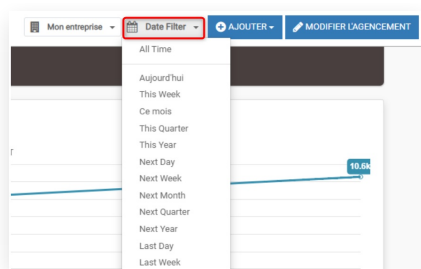 Mon entreprise Date Filter AJOUTER MODIFIER L'AGENCEMENT
All Time
Aujourd'hui
This Week
Ce mois
This Quarter
This Year
Next Day
Next Week
Next Month
Next Quarter
Next Year
Last Day
Last Week
10.6k